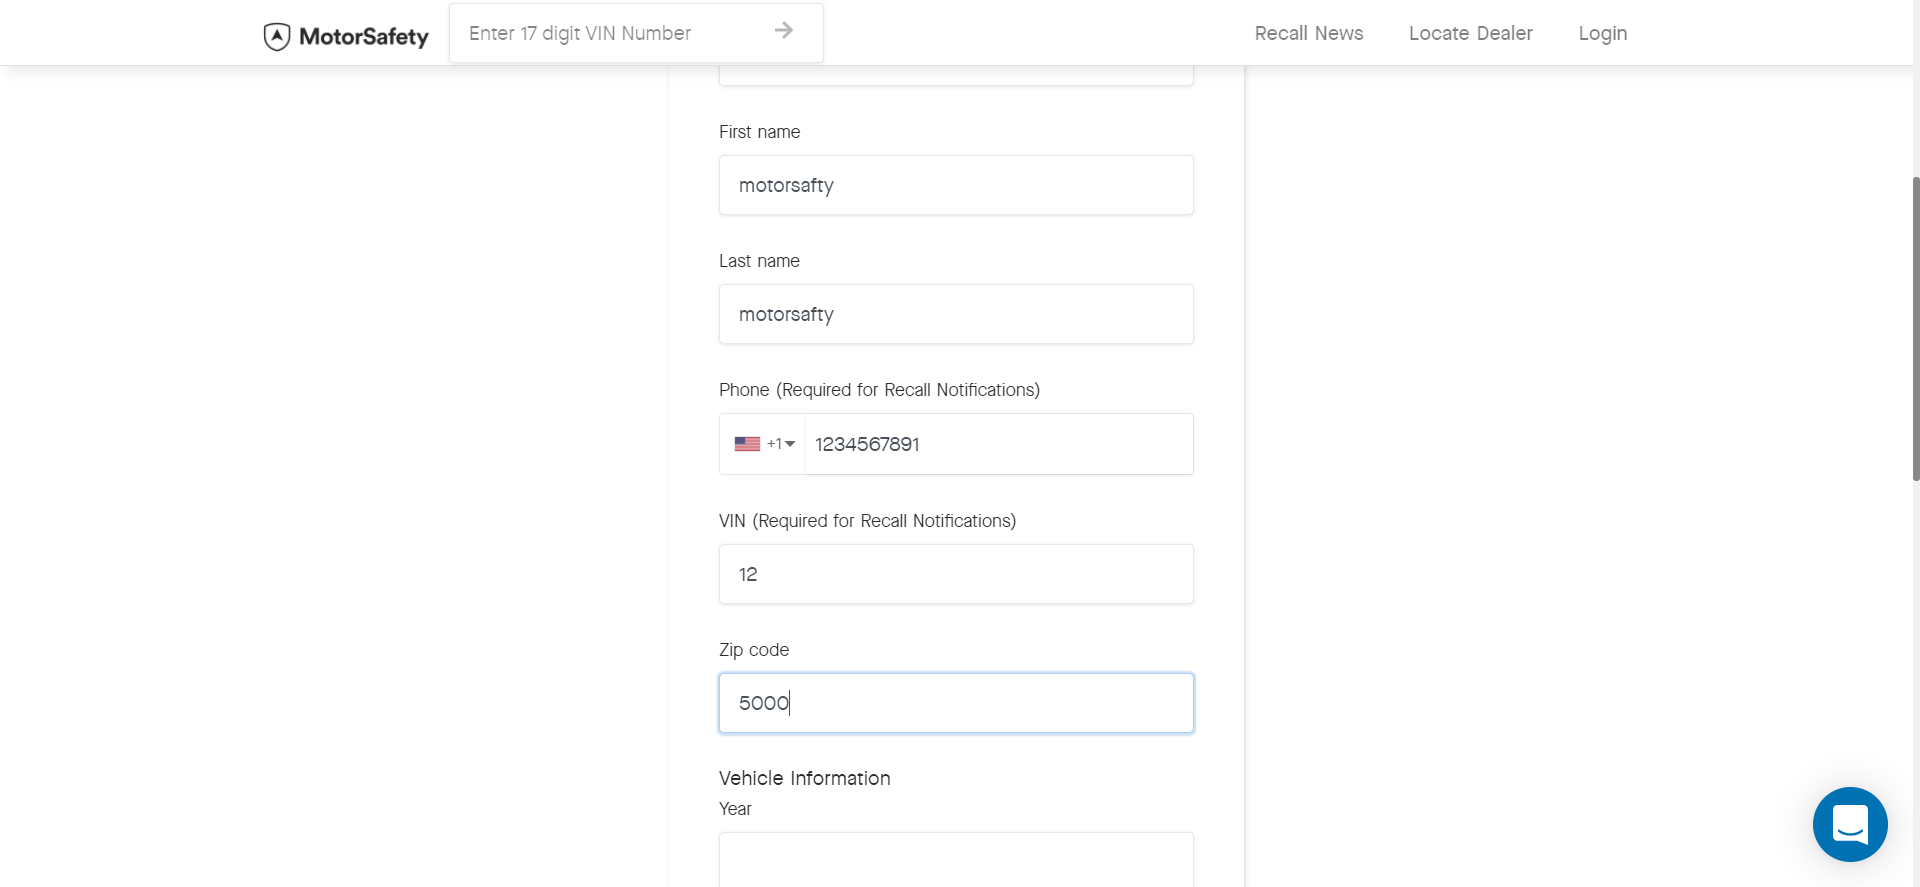 MotorSafety
Enter 17 digit VIN Number
Recall News
Locate Dealer
Login
First name
motorsafty
Last name
motorsafty
Phone (Required for Recall Notifications)
+1
1234567891
VIN (Required for Recall Notifications)
12
Zip code
5000
Vehicle Information
Year